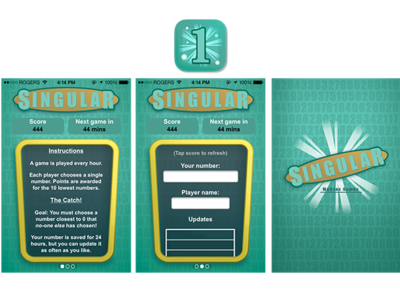 1
ROGERS 4:14 PM
SINGULAR
Score
444
Next game in
44 mins
Instructions
A game is played every hour.
Each player chooses a single
number. Points are awarded
for the 10 lowest numbers.
The Catch!
Goal: You must choose a
number closest to 0 that
no-one else has chosen!
Your number is saved for 24
hours, but you can update it
as often as you like.
ROGERS 4:14 PM
SINGULAR
Score
444
Next game in
44 mins
(Tap score to refresh)
Your number:
Player name:
Updates
SINGULAR